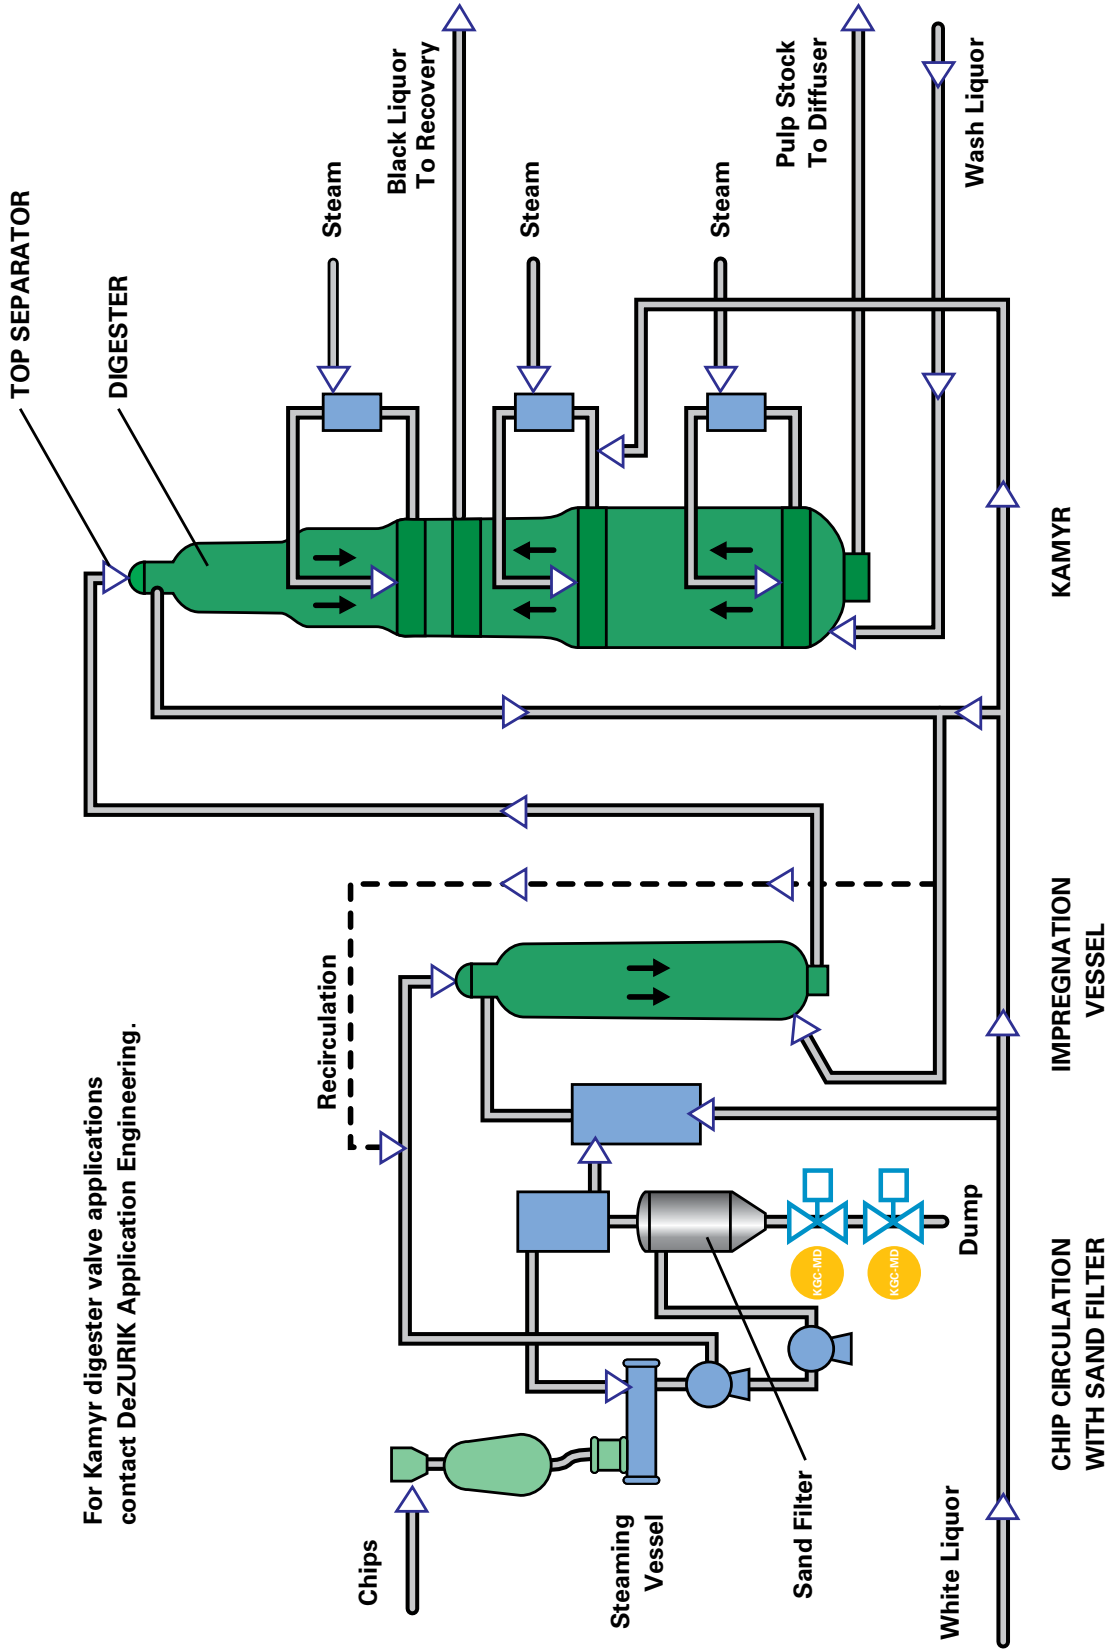 For Kamyr digester valve applications
contact DeZURIK Application Engineering.
TOP SEPARATOR
DIGESTER
Recirculation
Steam
Black Liquor
To Recovery
Chips
Steam
Steaming
Vessel
Steam
Pulp Stock
To Diffuser
Sand Filter
KGC-MD
KGC-MD
Dump
Wash Liquor
White Liquor
CHIP CIRCULATION
WITH SAND FILTER
IMPREGNATION
VESSEL
KAMYR